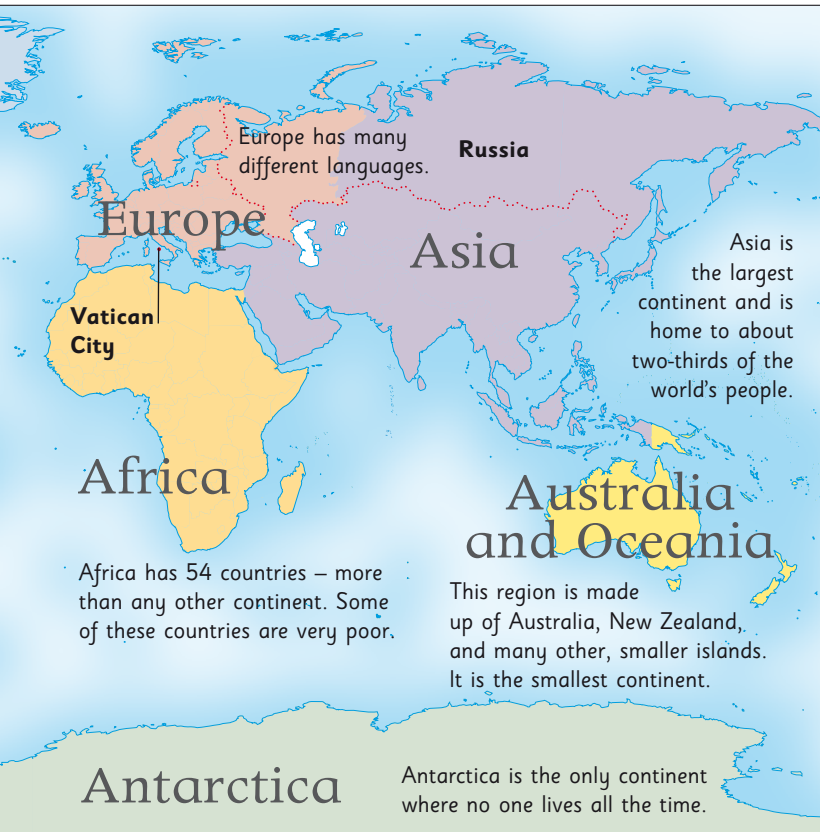 Europe has many
different languages.
Russia
Europe
Asia
Asia is
the largest
continent and is
home to about
two-thirds of the
world's people.
Vatican
City
Africa
Africa has 54 countries – more
than any other continent. Some
of these countries are very poor.
Australia
and Oceania
This region is made
up of Australia, New Zealand,
and many other, smaller islands.
It is the smallest continent.
Antarctica
Antarctica is the only continent
where no one lives all the time.